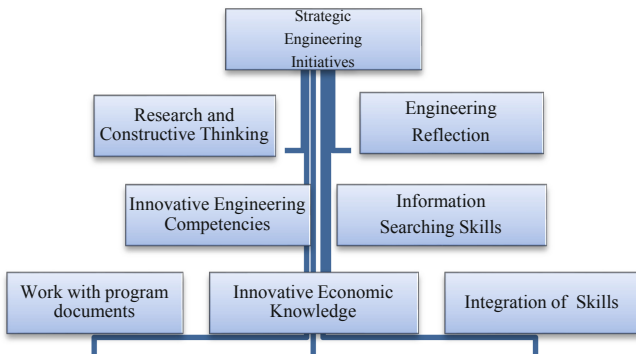 Strategic
Engineering
Initiatives
Research and
Constructive Thinking
Engineering
Reflection
Innovative Engineering
Competencies
Information
Searching Skills
Work with program
documents
Innovative Economic
Knowledge
Integration of Skills